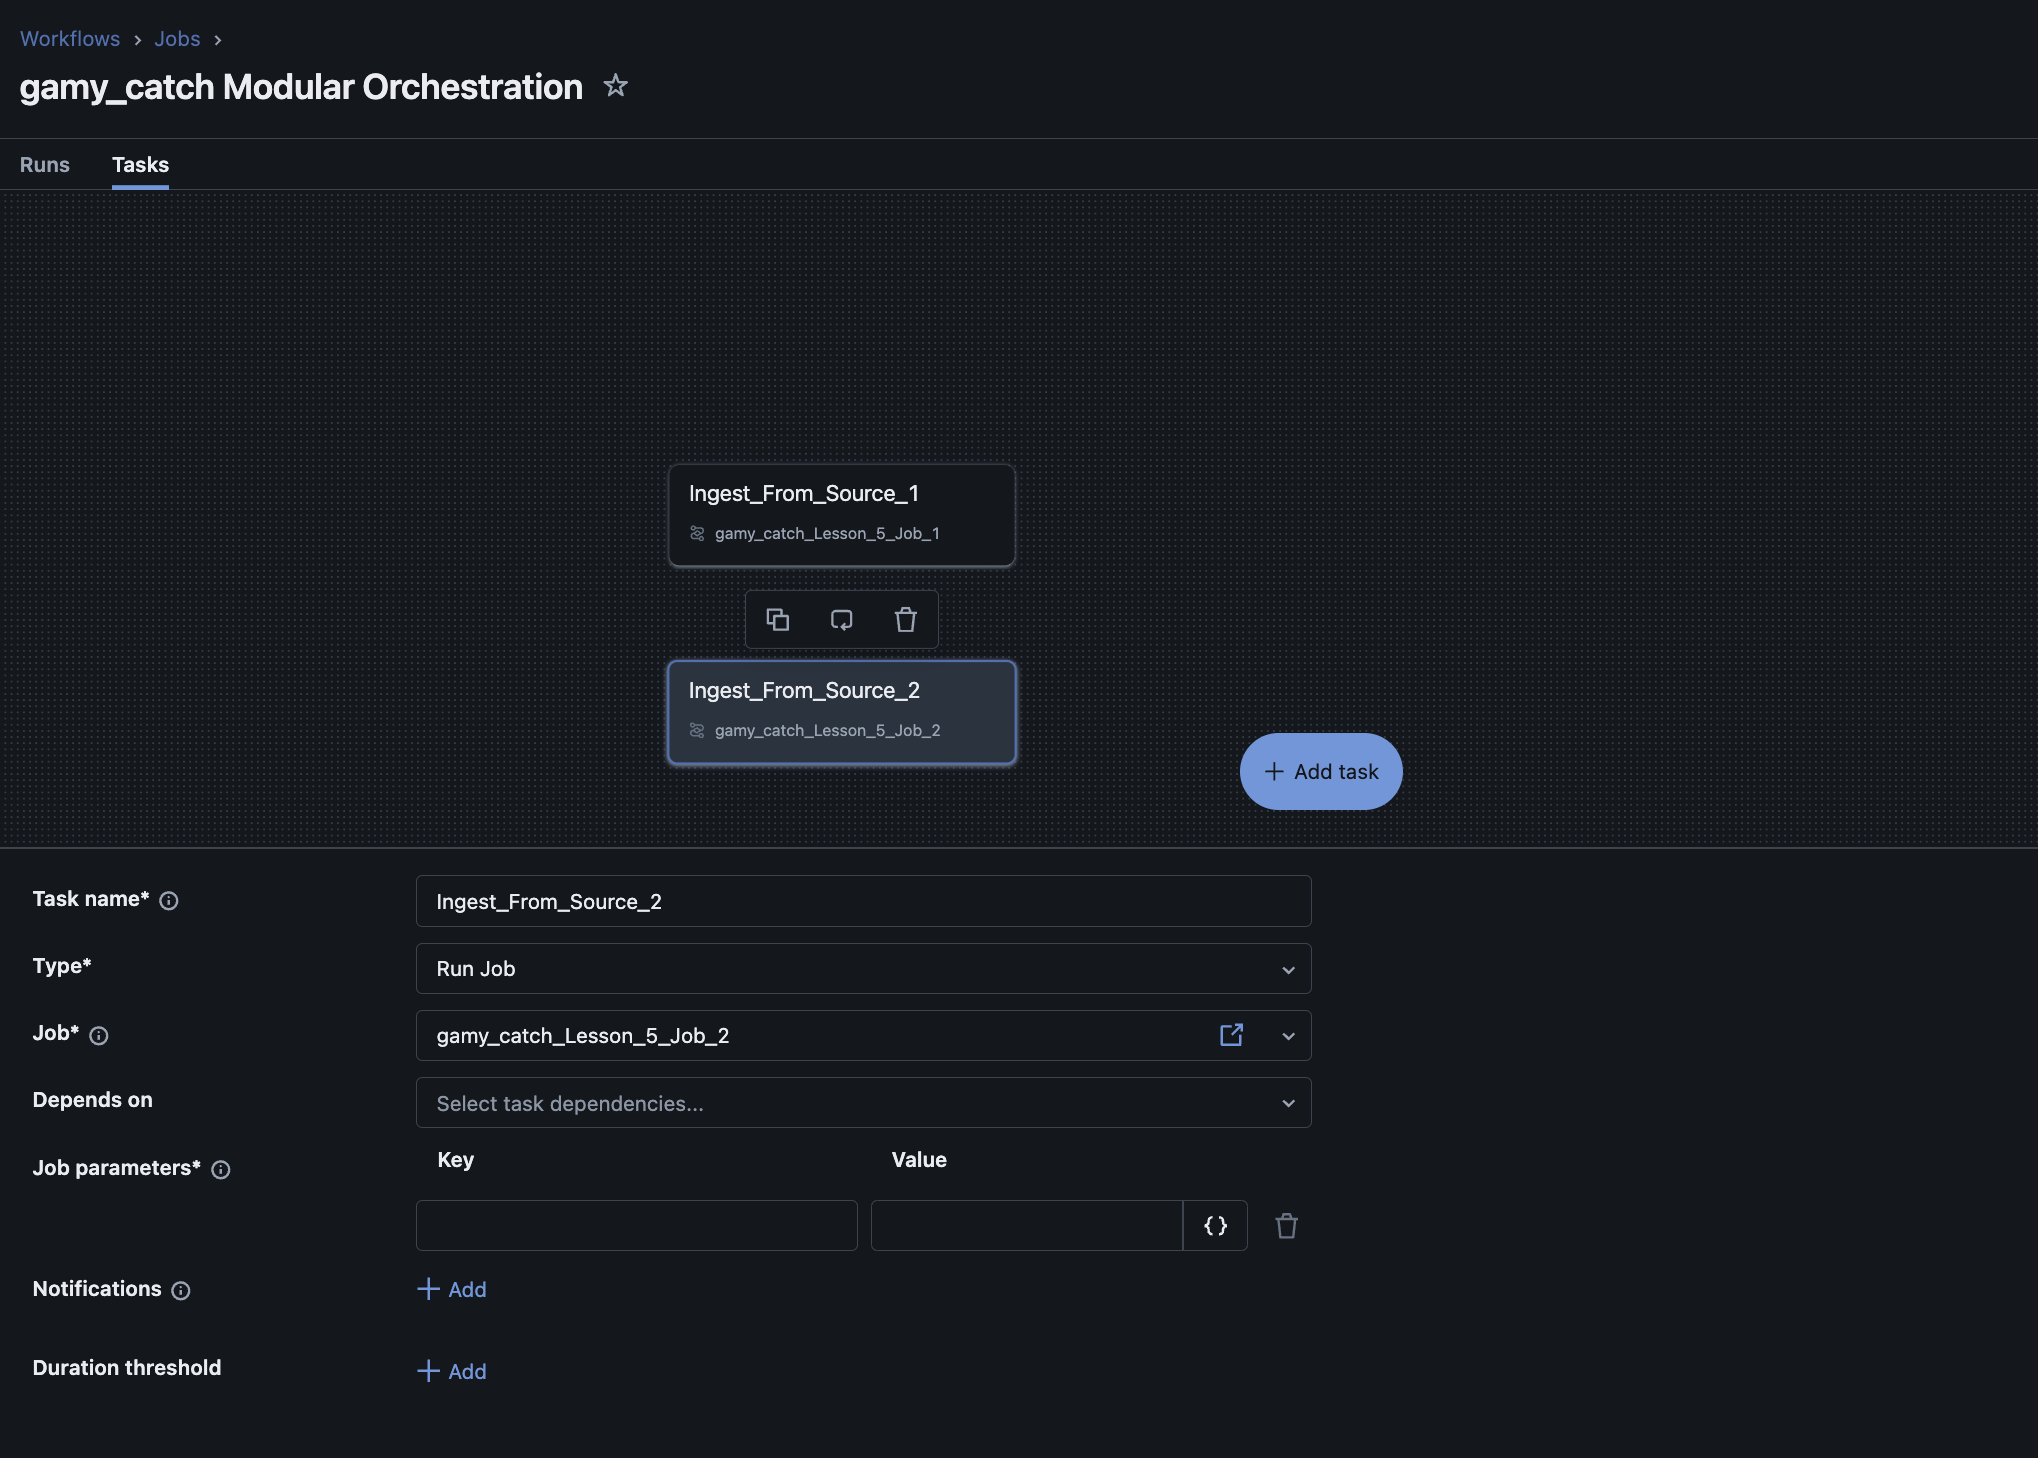 Workflows > Jobs >
gamy_catch Modular Orchestration
Runs Tasks
Ingest_From_Source_1
gamy_catch_Lesson_5_Job_1
Ingest_From_Source_2
gamy_catch_Lesson_5_Job_2
+ Add task
Task name* Ingest_From_Source_2
Type* Run Job
Job* gamy_catch_Lesson_5_Job_2
Depends on Select task dependencies...
Job parameters* Key Value
{}
Notifications + Add
Duration threshold + Add